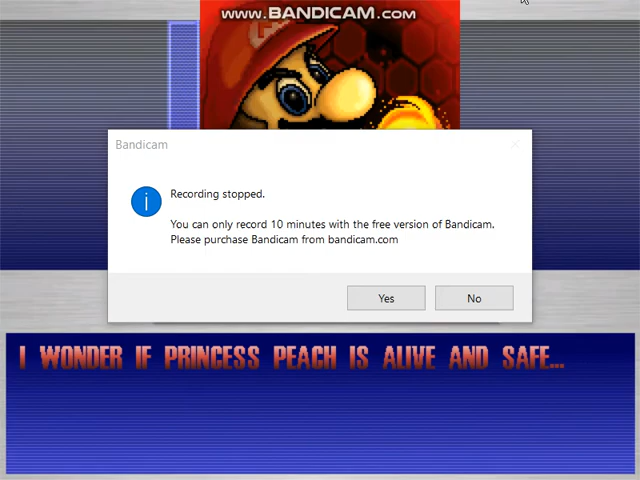 WWW.BANDICAM.COM
M
Bandicam
Recording stopped.
You can only record 10 minutes with the free version of Bandicam.
Please purchase Bandicam from bandicam.com
Yes
No
I WONDER IF PRINCESS PEACH IS ALIVE AND SAFE...